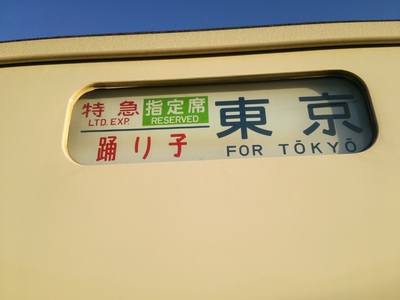 特急 指定席 東京
LTD. EXP. RESERVED
踊り子 FOR TŌKYŌ